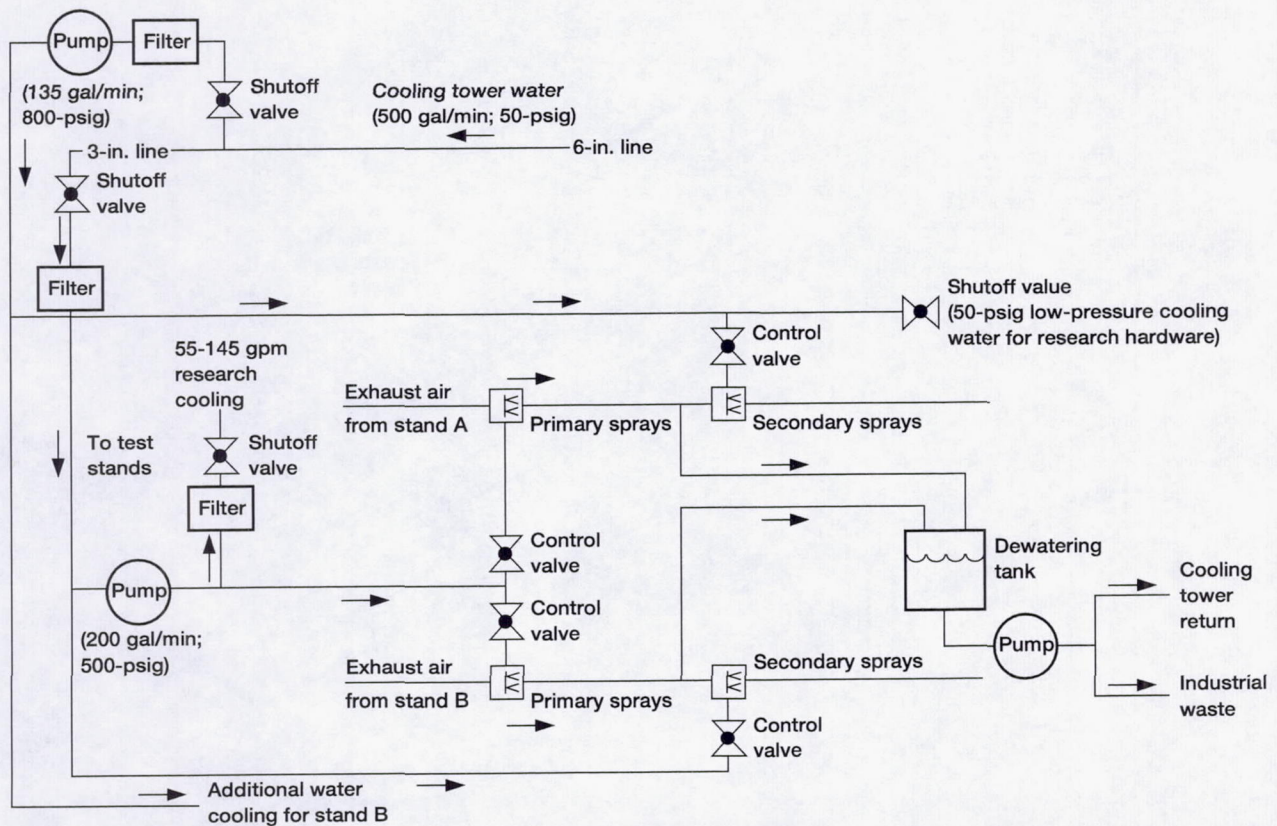 Pump
Filter
(135 gal/min;
800-psig)
Shutoff
valve
Cooling tower water
(500 gal/min; 50-psig)
3-in. line
6-in. line
Shutoff
valve
Filter
Shutoff value
(50-psig low-pressure cooling
water for research hardware)
Control
valve
55-145 gpm
research
cooling
Exhaust air
from stand A
Primary sprays
Secondary sprays
To test
stands
Shutoff
valve
Filter
Control
valve
Dewatering
tank
Pump
(200 gal/min;
500-psig)
Control
valve
Cooling
tower
return
Pump
Exhaust air
from stand B
Primary sprays
Secondary sprays
Industrial
waste
Control
valve
Additional water
cooling for stand B